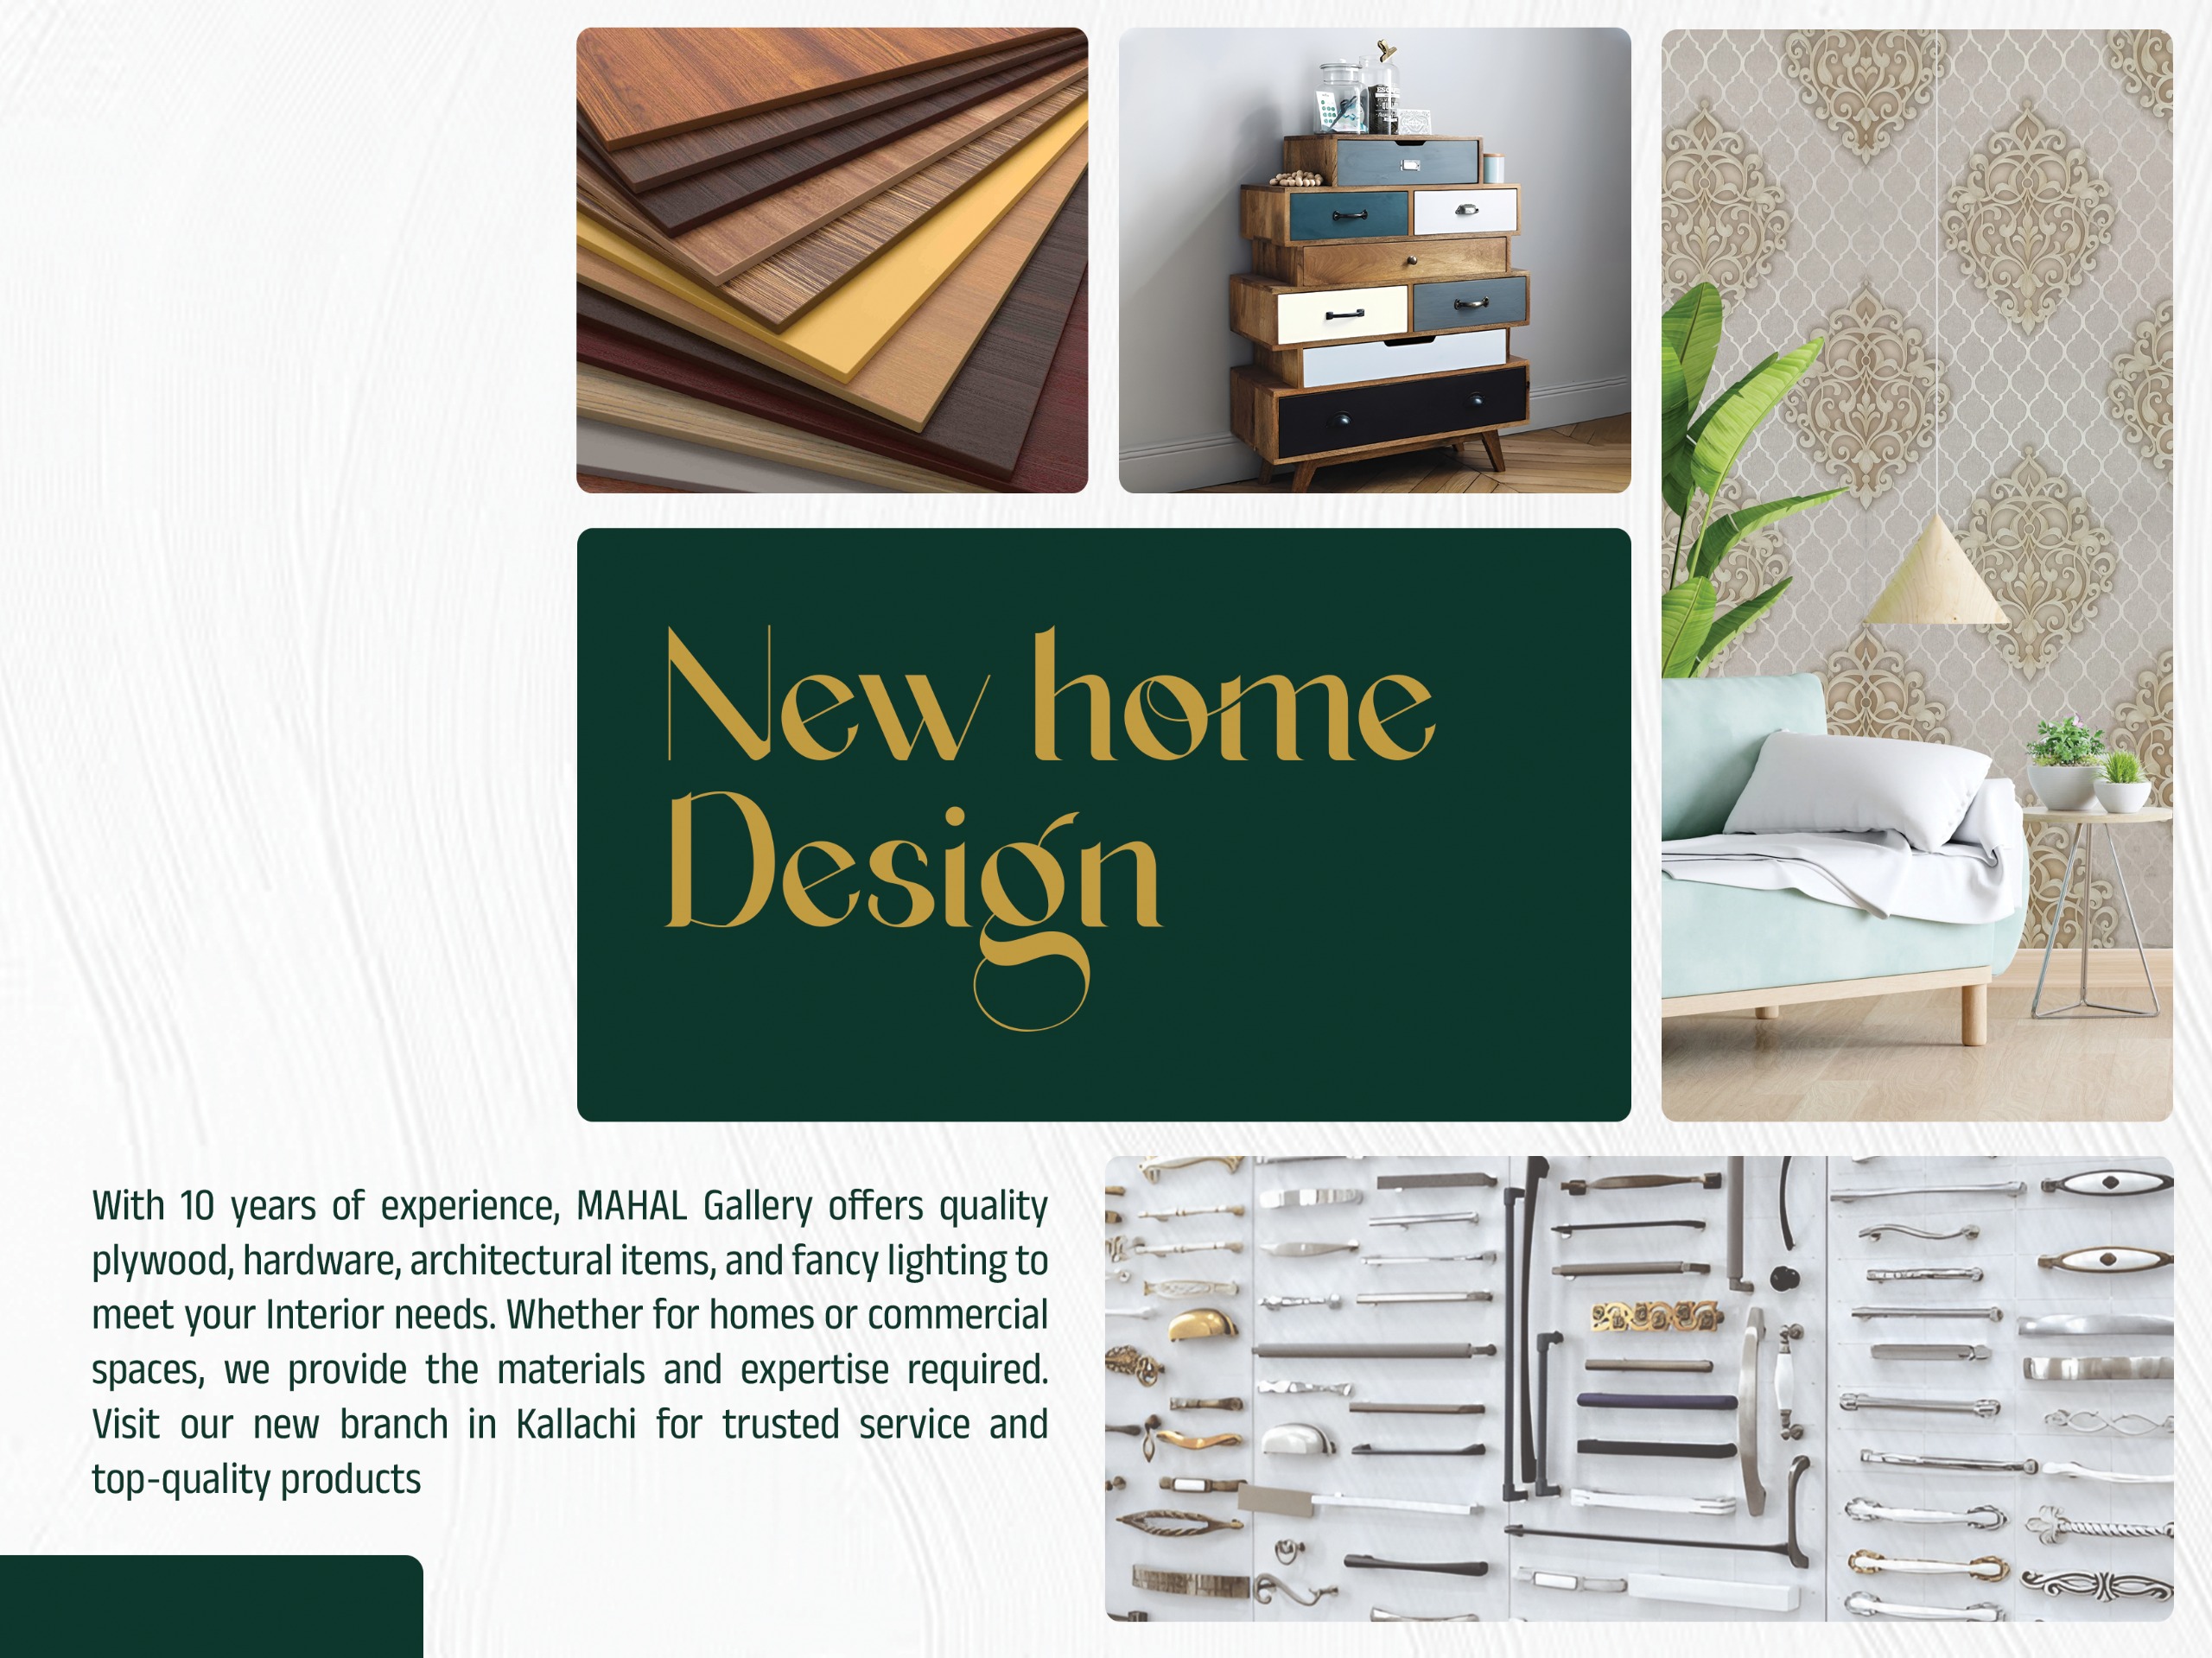 New home
Design
With 10 years of experience, MAHAL Gallery offers quality
plywood, hardware, architectural items, and fancy lighting to
meet your Interior needs. Whether for homes or commercial
spaces, we provide the materials and expertise required.
Visit our new branch in Kallachi for trusted service and
top-quality products